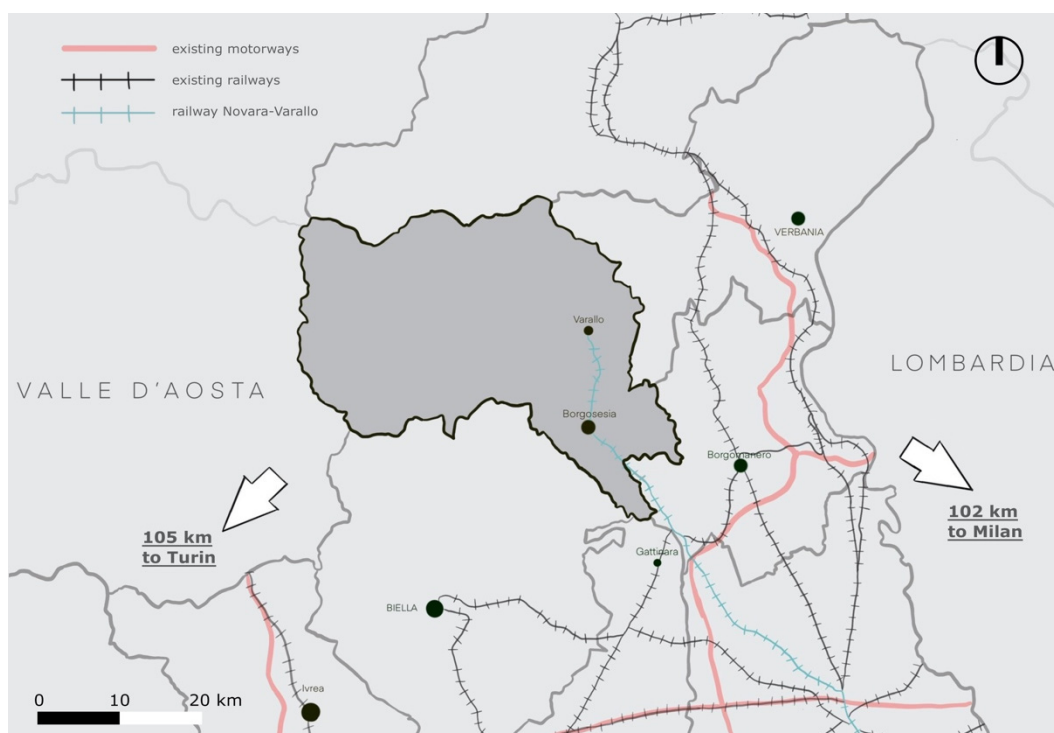 existing motorways
existing railways
railway Novara-Varallo
VERBANIA
Varallo
LOMBARDIA
VALLE D'AOSTA
Borgosesia
Borgomanero
105 km
to Turin
102 km
to Milan
Gattinara
BIELLA
Ivrea
0 10 20 km